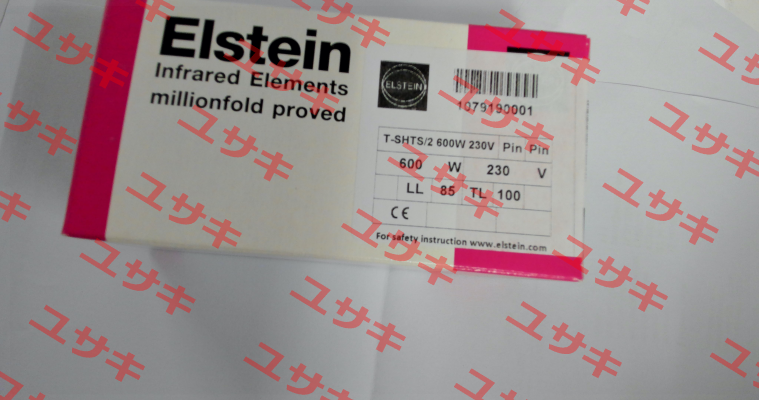 Elstein
Infrared Elements
millionfold proved
ELSTEIN
1079190001
T-SHTS/2 600W 230V Pin Pin
600 W 230 V
LL 85 TL 100
CE
For safety instruction www.elstein.com
ユサキ